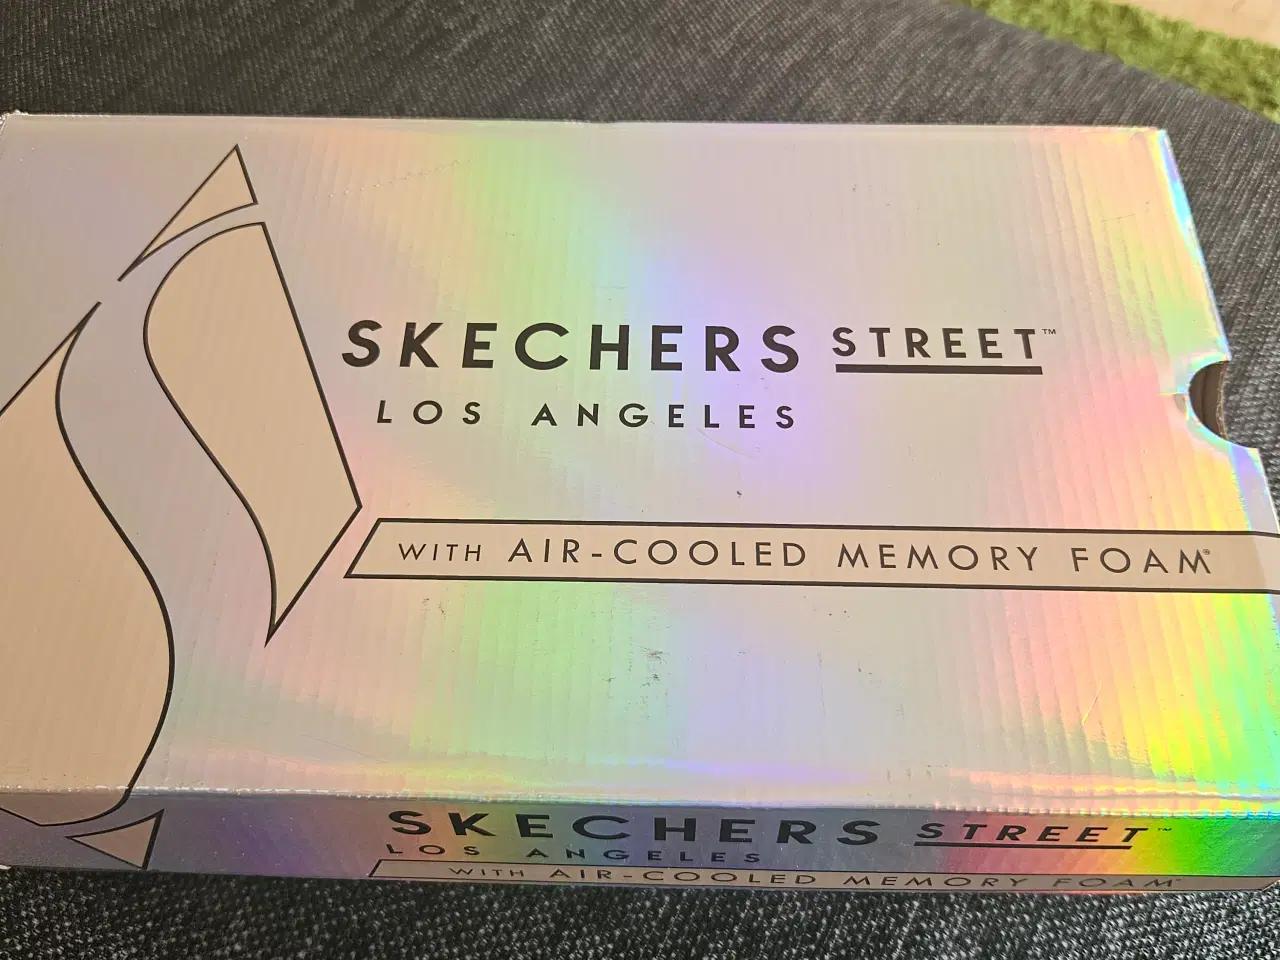 SKECHERS STREET™
LOS ANGELES
WITH AIR-COOLED MEMORY FOAM®
SKECHERS STREET™
LOS ANGELES
WITH AIR-COOLED MEMORY FOAM®